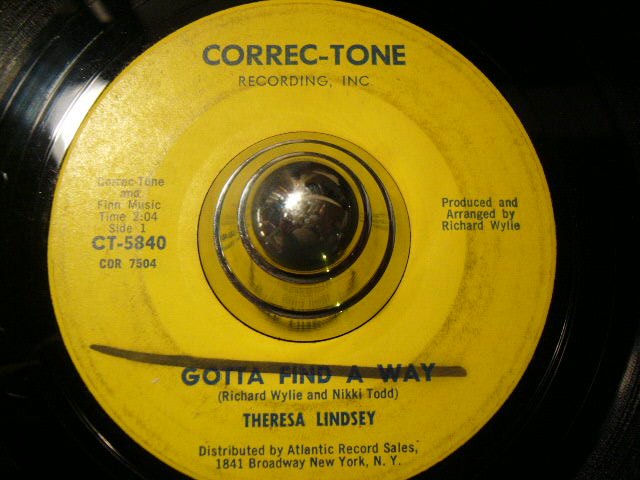 CORREC-TONE
RECORDING, INC
Correc-Tone
and
Finn Music
Time 2:04
Side 1
CT-5840
COR 7504
Produced and
Arranged by
Richard Wylie
GOTTA FIND A WAY
(Richard Wylie and Nikki Todd)
THERESA LINDSEY
Distributed by Atlantic Record Sales,
1841 Broadway New York, N. Y.